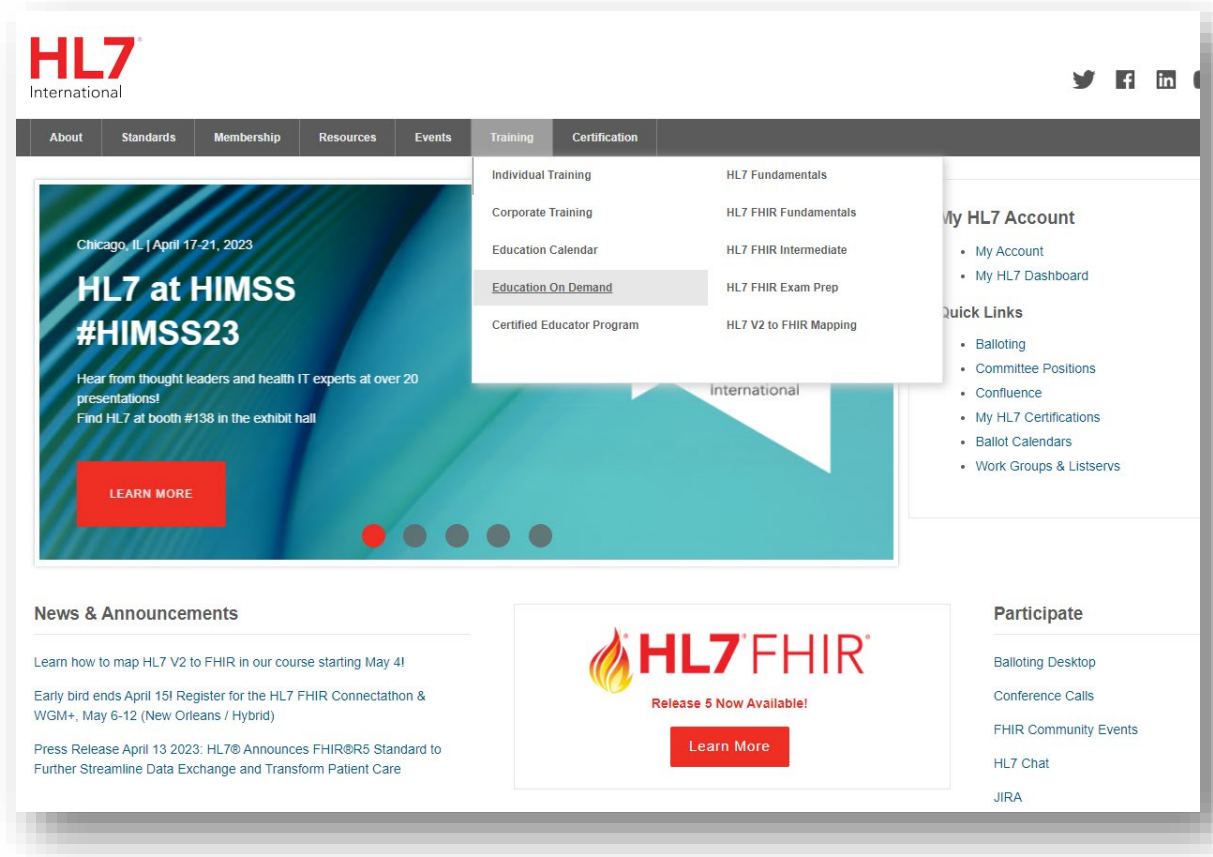 HL7®
International
About Standards Membership Resources Events Training Certification
Individual Training
Corporate Training
Education Calendar
Education On Demand
Certified Educator Program
HL7 Fundamentals
HL7 FHIR Fundamentals
HL7 FHIR Intermediate
HL7 FHIR Exam Prep
HL7 V2 to FHIR Mapping
Chicago, IL | April 17-21, 2023
HL7 at HIMSS
#HIMSS23
Hear from thought leaders and health IT experts at over 20
presentations!
Find HL7 at booth #138 in the exhibit hall
LEARN MORE
International
My HL7 Account
My Account
My HL7 Dashboard
Quick Links
Balloting
Committee Positions
Confluence
My HL7 Certifications
Ballot Calendars
Work Groups & Listservs
News & Announcements
Learn how to map HL7 V2 to FHIR in our course starting May 4!
Early bird ends April 15! Register for the HL7 FHIR Connectathon &
WGM+, May 6-12 (New Orleans / Hybrid)
Press Release April 13 2023: HL7® Announces FHIR®R5 Standard to
Further Streamline Data Exchange and Transform Patient Care
HL7® FHIR®
Release 5 Now Available!
Learn More
Participate
Balloting Desktop
Conference Calls
FHIR Community Events
HL7 Chat
JIRA